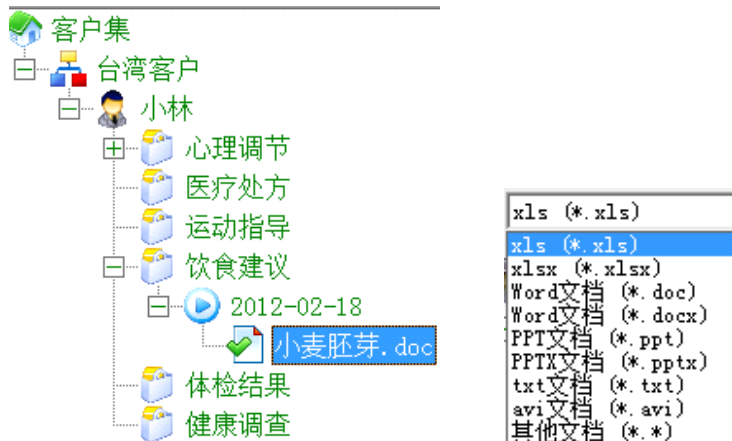 客户集
台湾客户
小林
心理调节
医疗处方
运动指导
饮食建议
2012-02-18
小麦胚芽.doc
体检结果
健康调查
xls (*.xls)
xls (*.xls)
xlsx (*.xlsx)
Word文档 (*.doc)
Word文档 (*.docx)
PPT文档 (*.ppt)
PPTX文档 (*.pptx)
txt文档 (*.txt)
avi文档 (*.avi)
其他文档 (*.*)